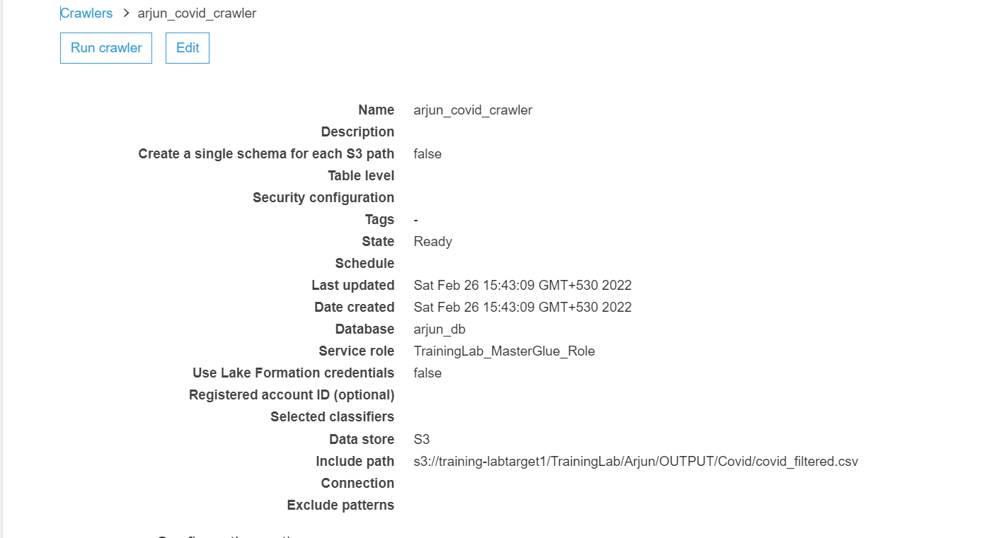 Crawlers > arjun_covid_crawler
Run crawler Edit
Name arjun_covid_crawler
Description
Create a single schema for each S3 path false
Table level
Security configuration
Tags -
State Ready
Schedule
Last updated Sat Feb 26 15:43:09 GMT+530 2022
Date created Sat Feb 26 15:43:09 GMT+530 2022
Database arjun_db
Service role TrainingLab_MasterGlue_Role
Use Lake Formation credentials false
Registered account ID (optional)
Selected classifiers
Data store S3
Include path s3://training-labtarget1/TrainingLab/Arjun/OUTPUT/Covid/covid_filtered.csv
Connection
Exclude patterns